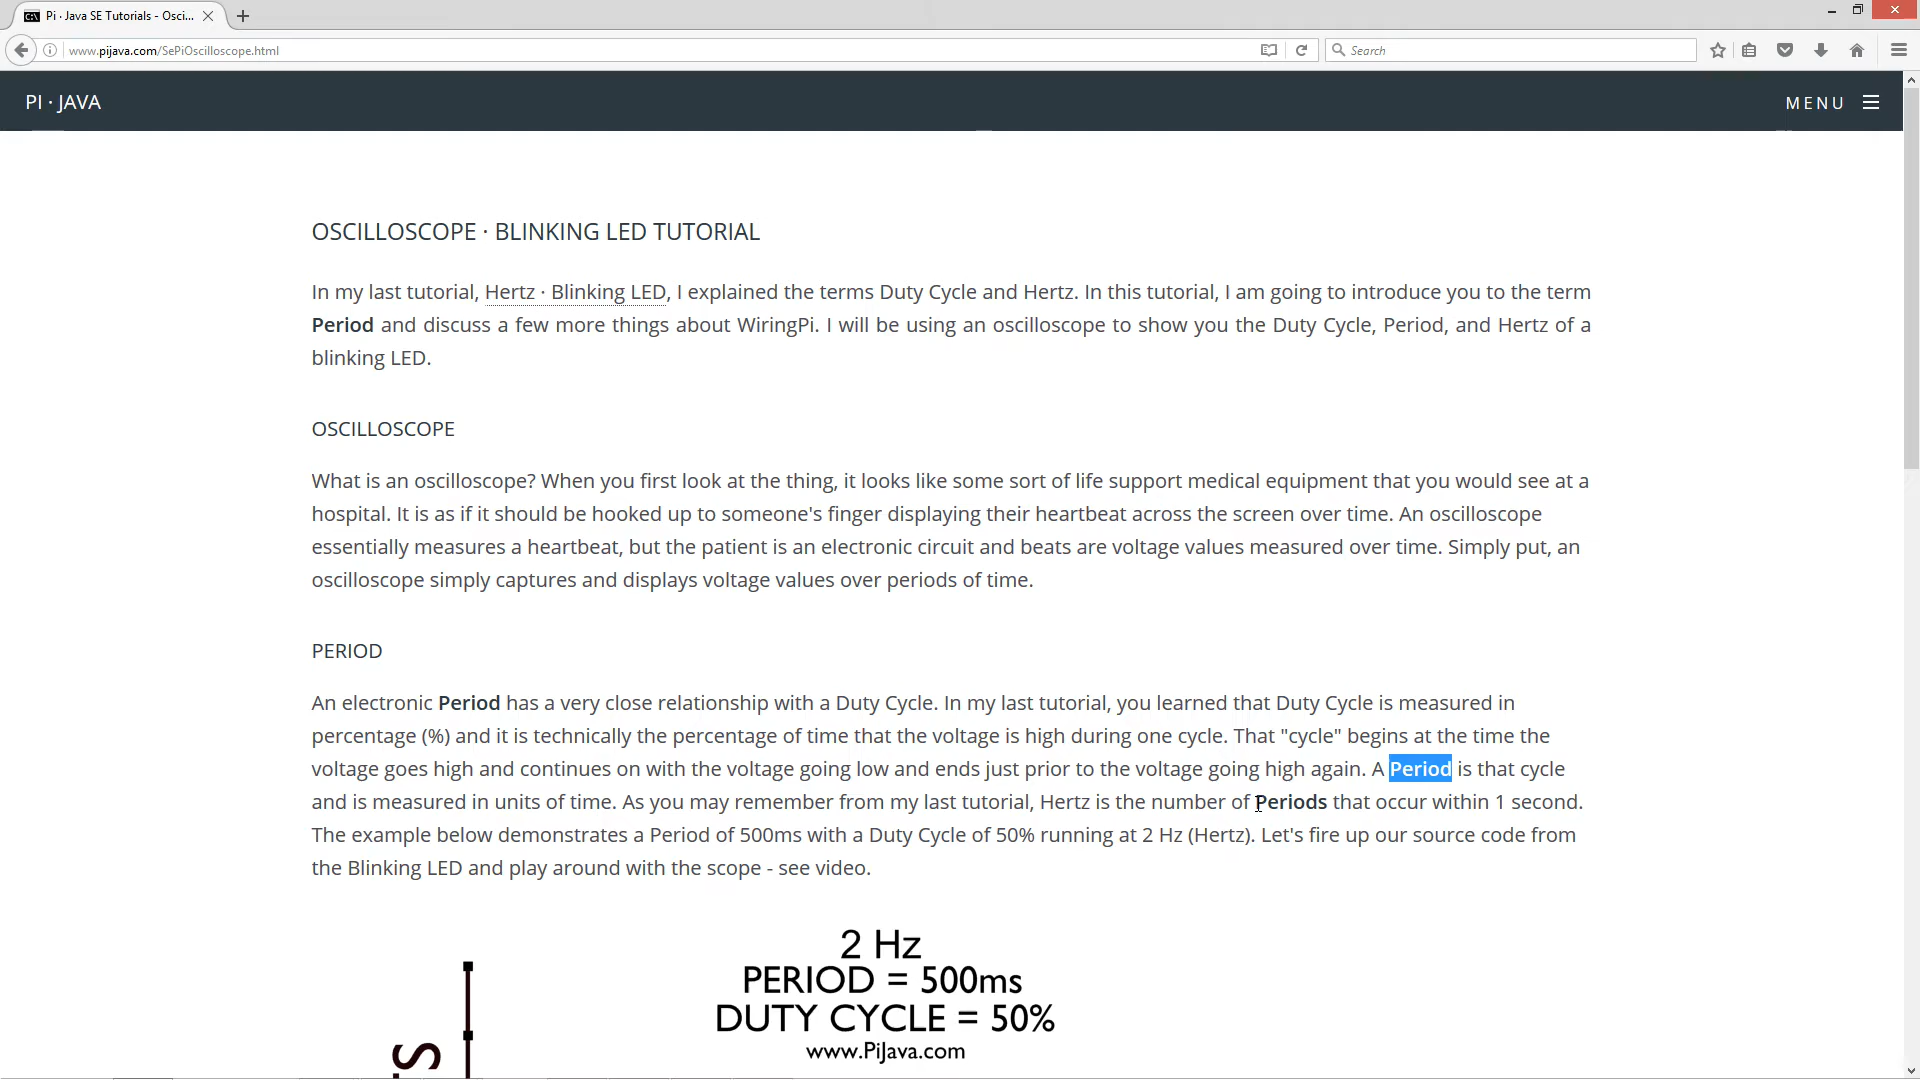 Pi · Java SE Tutorials - Osci...
www.pijava.com/SePiOscilloscope.html
Search
PI · JAVA
MENU
OSCILLOSCOPE · BLINKING LED TUTORIAL
In my last tutorial, Hertz · Blinking LED, I explained the terms Duty Cycle and Hertz. In this tutorial, I am going to introduce you to the term
Period and discuss a few more things about WiringPi. I will be using an oscilloscope to show you the Duty Cycle, Period, and Hertz of a
blinking LED.
OSCILLOSCOPE
What is an oscilloscope? When you first look at the thing, it looks like some sort of life support medical equipment that you would see at a
hospital. It is as if it should be hooked up to someone's finger displaying their heartbeat across the screen over time. An oscilloscope
essentially measures a heartbeat, but the patient is an electronic circuit and beats are voltage values measured over time. Simply put, an
oscilloscope simply captures and displays voltage values over periods of time.
PERIOD
An electronic Period has a very close relationship with a Duty Cycle. In my last tutorial, you learned that Duty Cycle is measured in
percentage (%) and it is technically the percentage of time that the voltage is high during one cycle. That "cycle" begins at the time the
voltage goes high and continues on with the voltage going low and ends just prior to the voltage going high again. A Period is that cycle
and is measured in units of time. As you may remember from my last tutorial, Hertz is the number of Periods that occur within 1 second.
The example below demonstrates a Period of 500ms with a Duty Cycle of 50% running at 2 Hz (Hertz). Let's fire up our source code from
the Blinking LED and play around with the scope - see video.
2 Hz
PERIOD = 500ms
DUTY CYCLE = 50%
www.PiJava.com